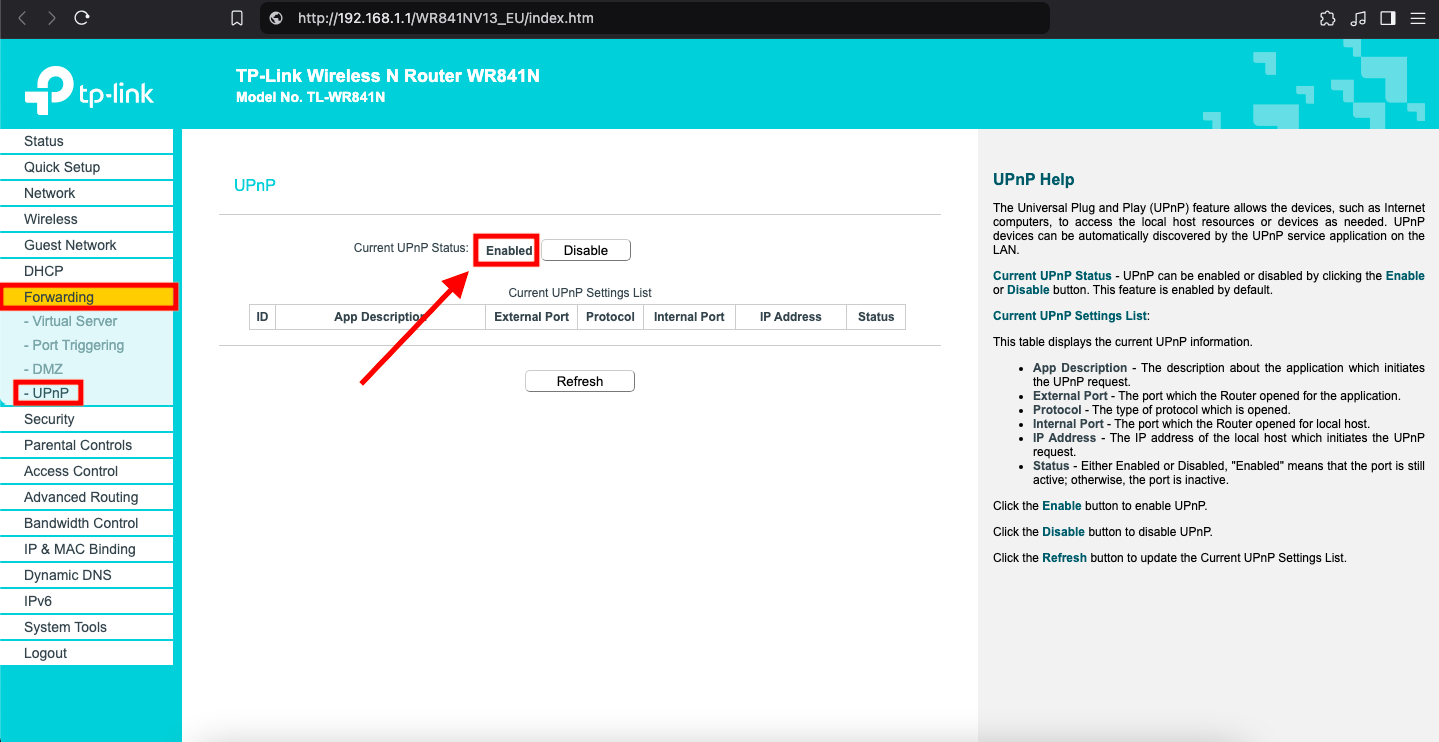 http://192.168.1.1/WR841NV13_EU/index.htm
tp-link
TP-Link Wireless N Router WR841N
Model No. TL-WR841N
Status
Quick Setup
Network
Wireless
Guest Network
DHCP
Forwarding
- Virtual Server
- Port Triggering
- DMZ
- UPnP
Security
Parental Controls
Access Control
Advanced Routing
Bandwidth Control
IP & MAC Binding
Dynamic DNS
IPv6
System Tools
Logout
UPnP
Current UPnP Status: Enabled Disable
Current UPnP Settings List
ID App Description External Port Protocol Internal Port IP Address Status
Refresh
UPnP Help
The Universal Plug and Play (UPnP) feature allows the devices, such as Internet
computers, to access the local host resources or devices as needed. UPnP
devices can be automatically discovered by the UPnP service application on the
LAN.
Current UPnP Status - UPnP can be enabled or disabled by clicking the Enable
or Disable button. This feature is enabled by default.
Current UPnP Settings List:
This table displays the current UPnP information.
• App Description - The description about the application which initiates
the UPnP request.
• External Port - The port which the Router opened for the application.
• Protocol - The type of protocol which is opened.
• Internal Port - The port which the Router opened for local host.
• IP Address - The IP address of the local host which initiates the UPnP
request.
• Status - Either Enabled or Disabled, "Enabled" means that the port is still
active; otherwise, the port is inactive.
Click the Enable button to enable UPnP.
Click the Disable button to disable UPnP.
Click the Refresh button to update the Current UPnP Settings List.